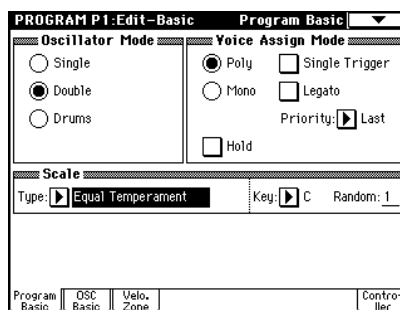 PROGRAM P1:Edit-Basic Program Basic
Oscillator Mode
Single
Double
Drums
Voice Assign Mode
Poly Single Trigger
Mono Legato
Priority: Last
Hold
Scale
Type: Equal Temperament Key: C Random: 1
Program Basic
OSC Basic
Velo. Zone
Contro-ller